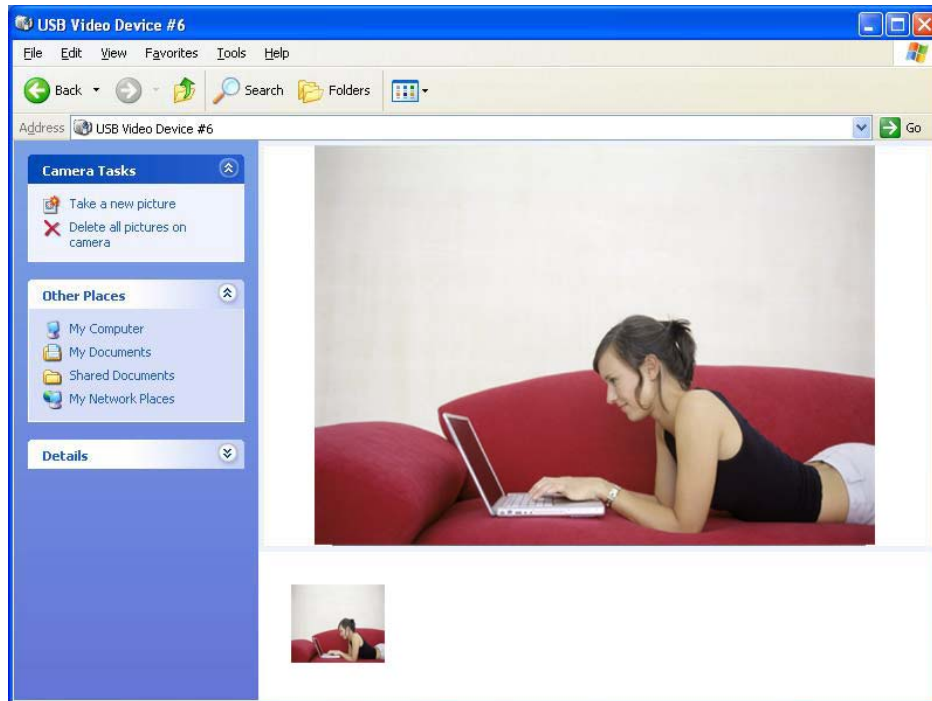 USB Video Device #6
File Edit View Favorites Tools Help
Back Search Folders
Address USB Video Device #6 Go
Camera Tasks
Take a new picture
Delete all pictures on
camera
Other Places
My Computer
My Documents
Shared Documents
My Network Places
Details